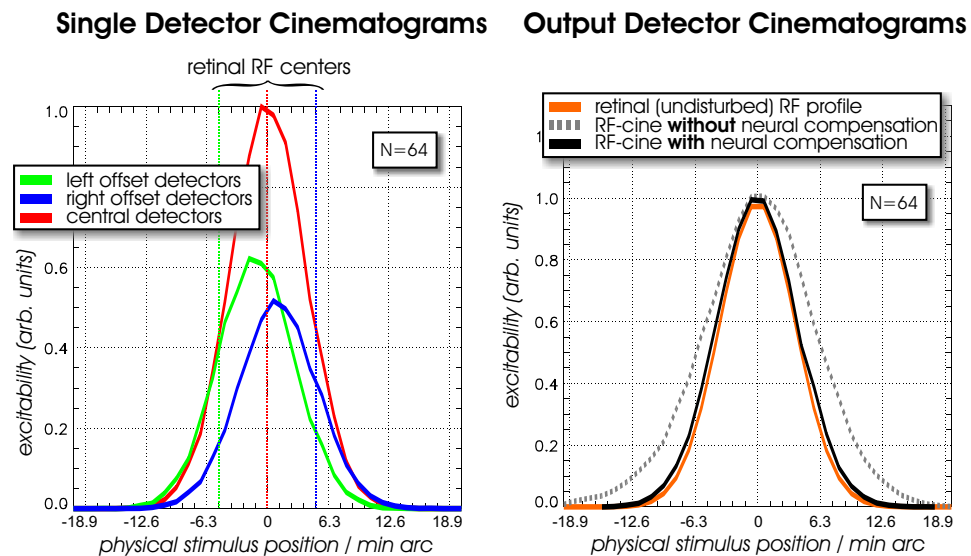 Single Detector Cinematograms
Output Detector Cinematograms
retinal RF centers
1.0
N=64
left offset detectors
right offset detectors
central detectors
0.6
0.4
0.2
0.0
excitability (arb. units)
-18.9 -12.6 -6.3 0 6.3 12.6 18.9
physical stimulus position / min arc
retinal (undisturbed) RF profile
RF-cine without neural compensation
RF-cine with neural compensation
N=64
1.0
0.8
0.6
0.4
0.2
0.0
excitability (arb. units)
-18.9 -12.6 -6.3 0 6.3 12.6 18.9
physical stimulus position / min arc